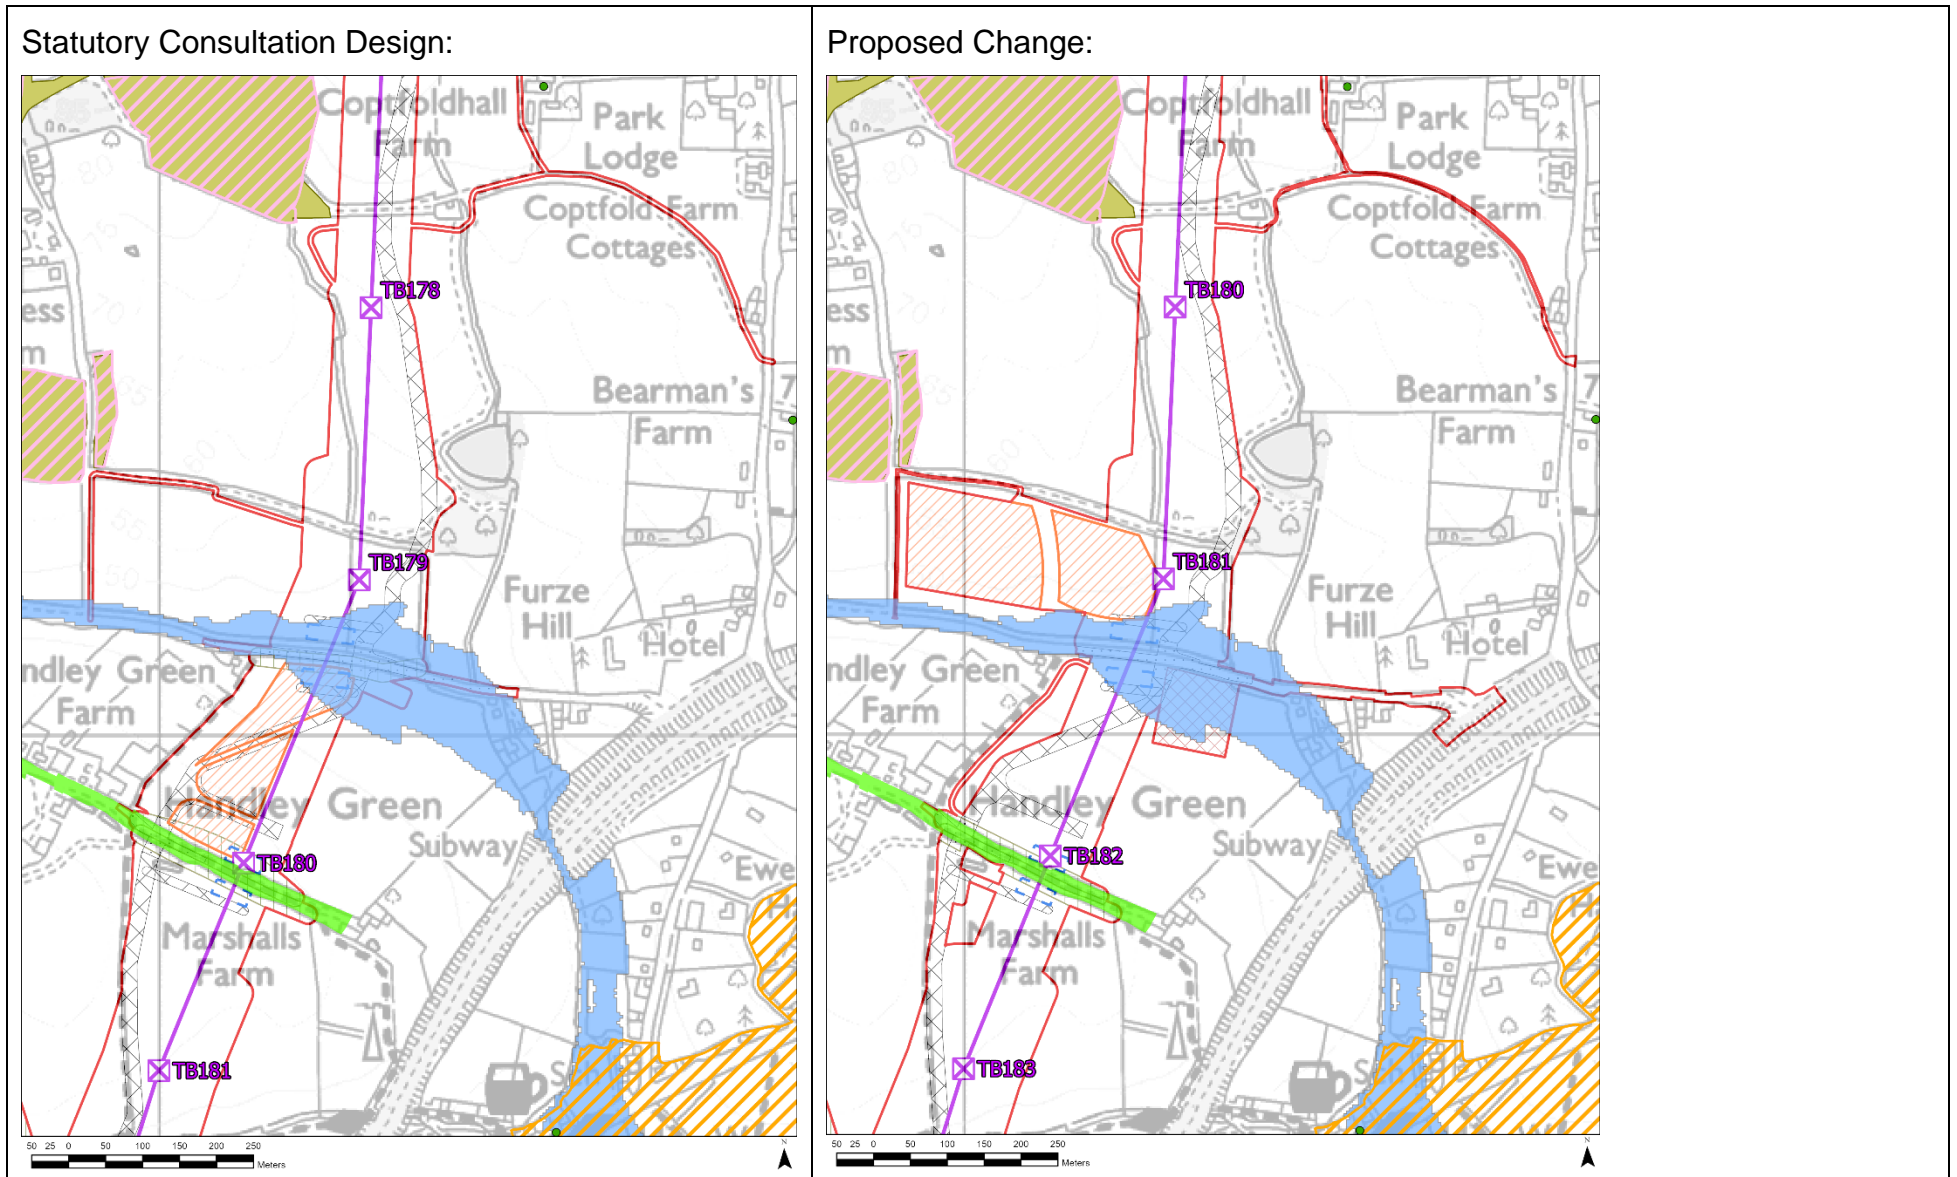 Statutory Consultation Design:
Coptfoldhall
Farm
Park
Lodge
Coptfold Farm
Cottages
TB178
ess
m
Bearman's
Farm
7
TB179
Furze
Hill
Hotel
ndley Green
Farm
Handley Green
Subway
TB180
Ewe
H
Marshalls
Farm
TB181
S
50 25 0 50 100 150 200 250
Meters
N
Proposed Change:
Coptfoldhall
Farm
Park
Lodge
Coptfold Farm
Cottages
TB180
ess
m
Bearman's
Farm
7
TB181
Furze
Hill
Hotel
ndley Green
Farm
Handley Green
Subway
TB182
Ewe
H
Marshalls
Farm
TB183
S
50 25 0 50 100 150 200 250
Meters
N